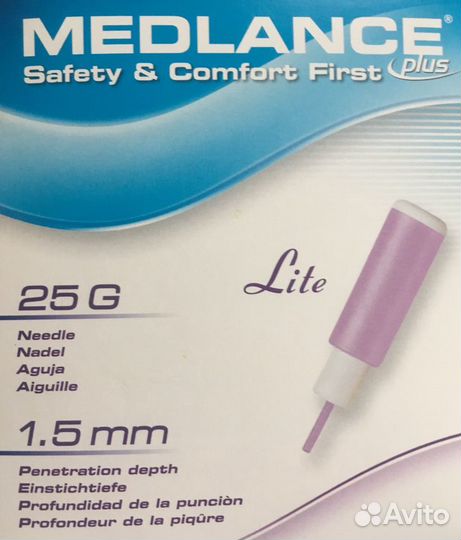 MEDLANCE®
plus
Safety & Comfort First
Lite
25 G
Needle
Nadel
Aguja
Aiguille
1.5 mm
Penetration depth
Einstichtiefe
Profundidad de la punciòn
Profondeur de la piqûre
Avito